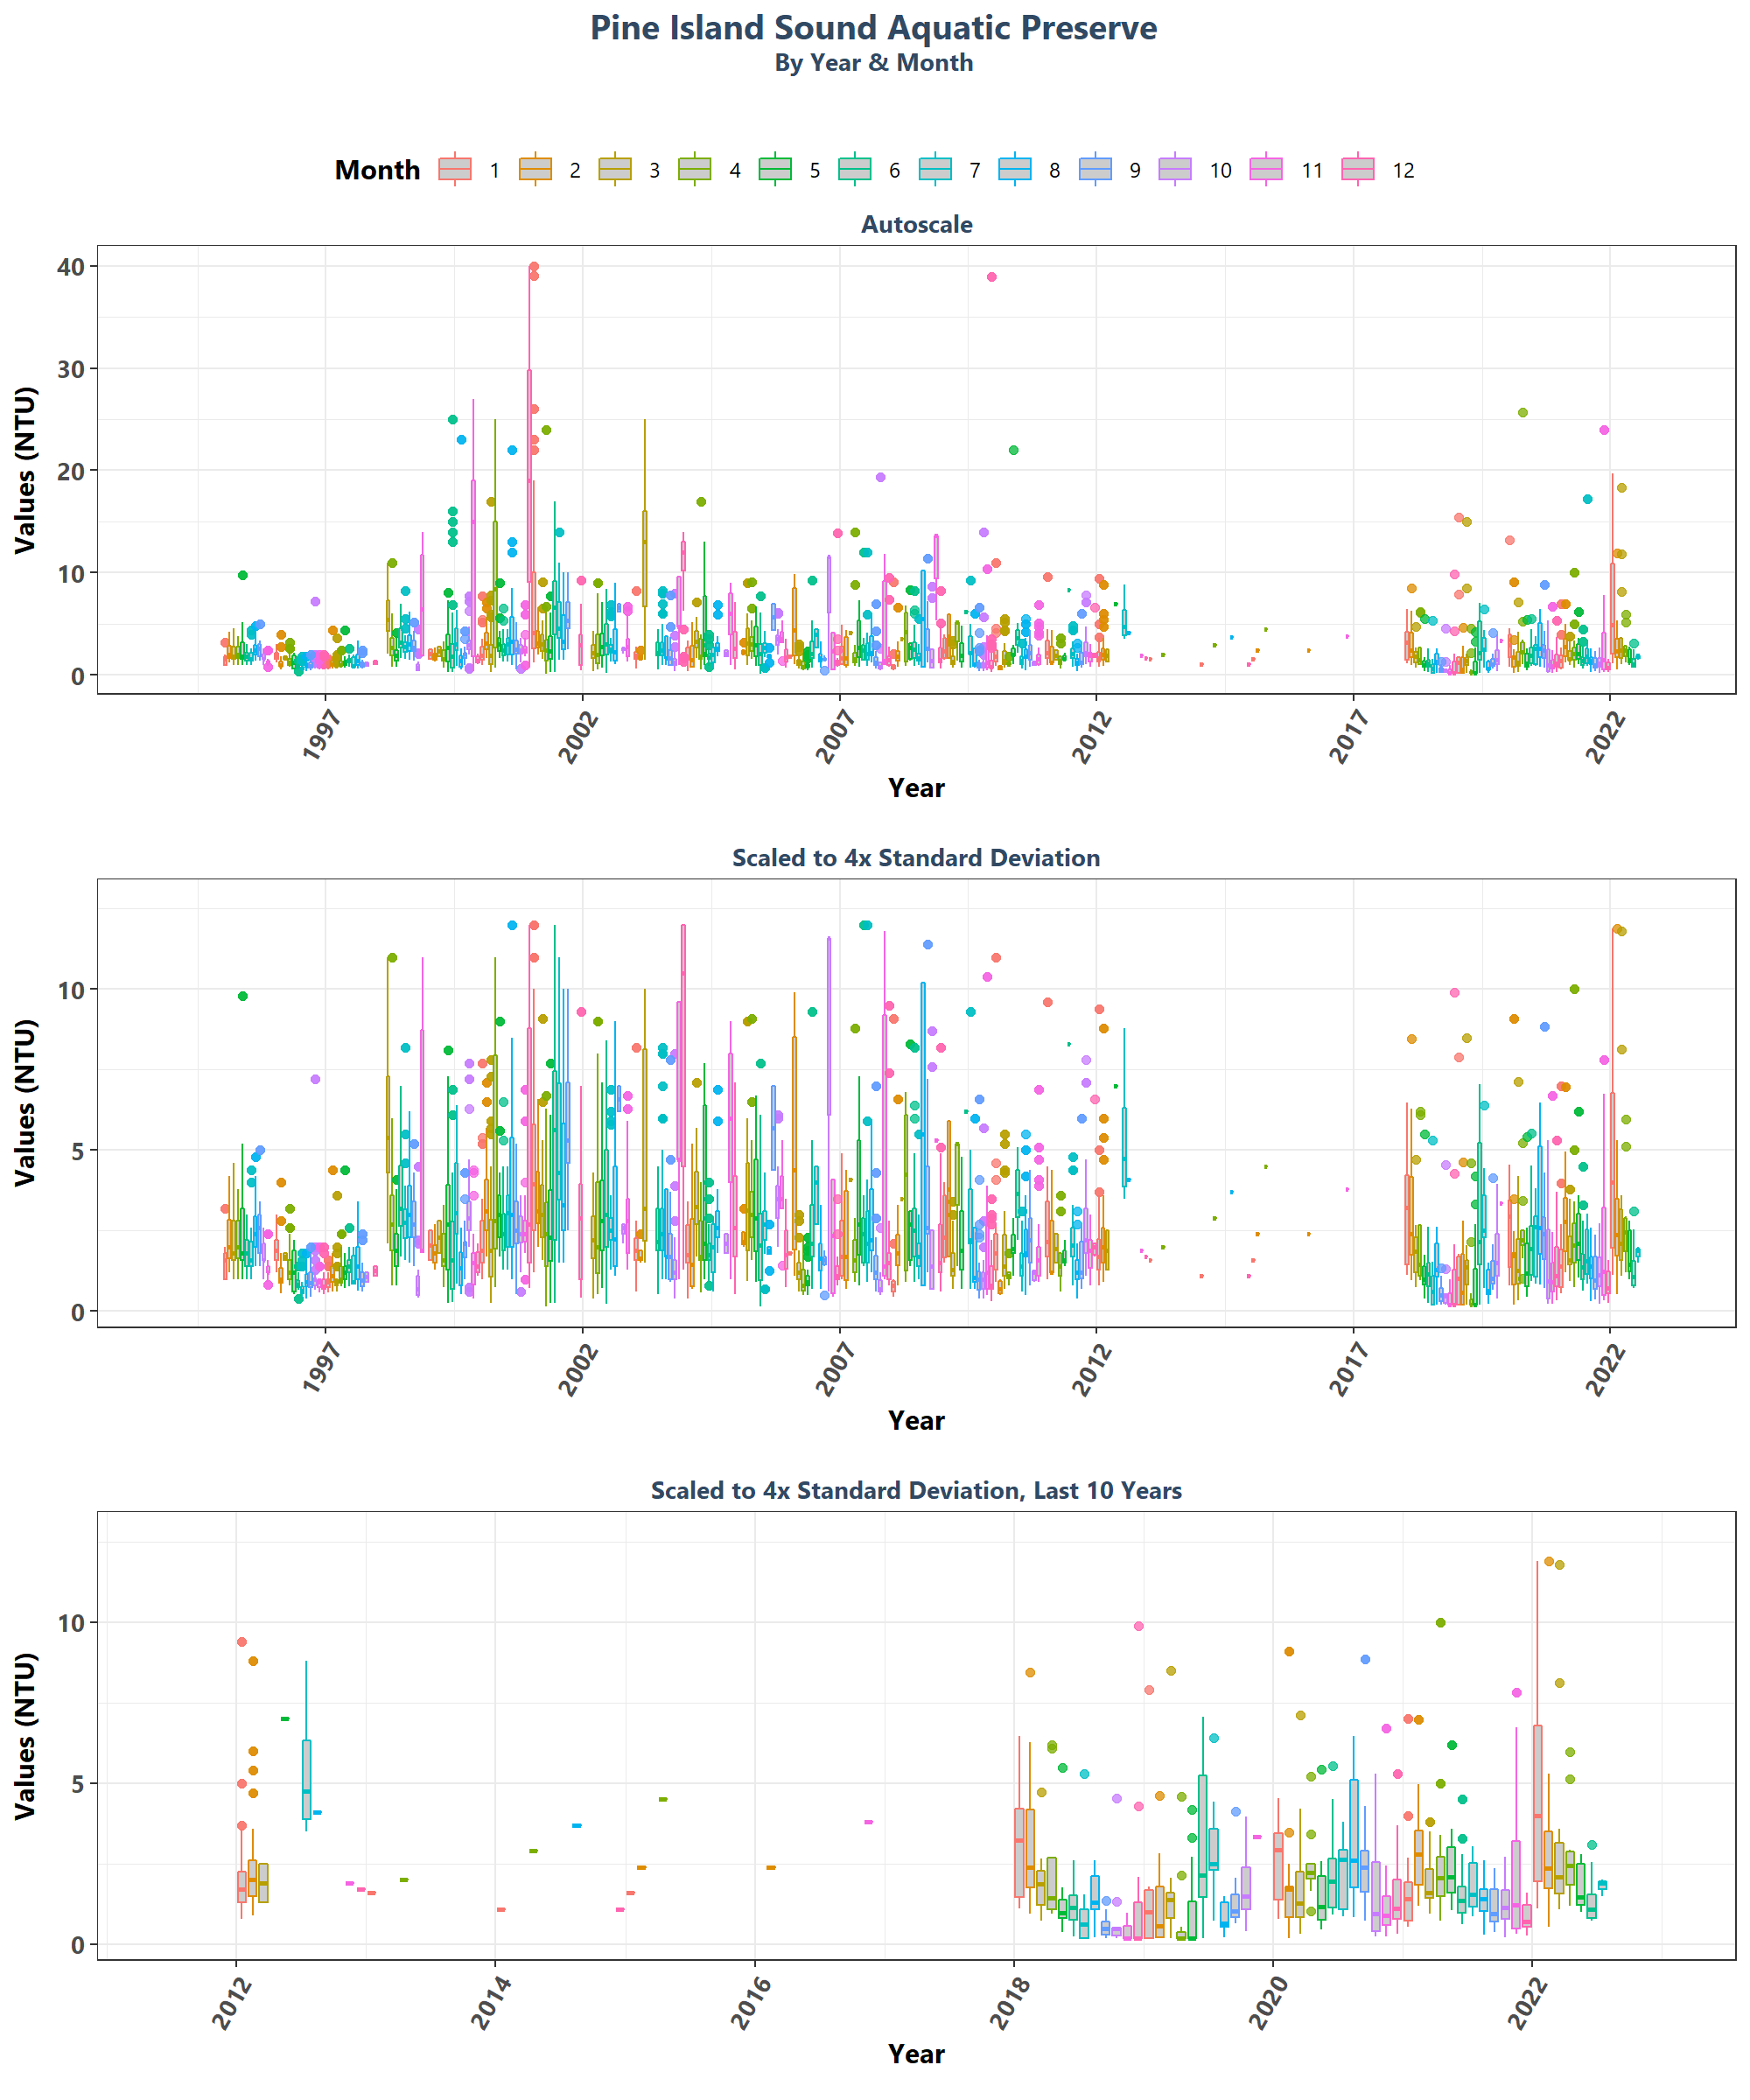 Pine Island Sound Aquatic Preserve
By Year & Month
Month 1 2 3 4 5 6 7 8 9 10 11 12
Autoscale
Values (NTU)
40
30
20
10
0
1997 2002 2007 2012 2017 2022
Year
Scaled to 4x Standard Deviation
Values (NTU)
10
5
0
1997 2002 2007 2012 2017 2022
Year
Scaled to 4x Standard Deviation, Last 10 Years
Values (NTU)
10
5
0
2012 2014 2016 2018 2020 2022
Year